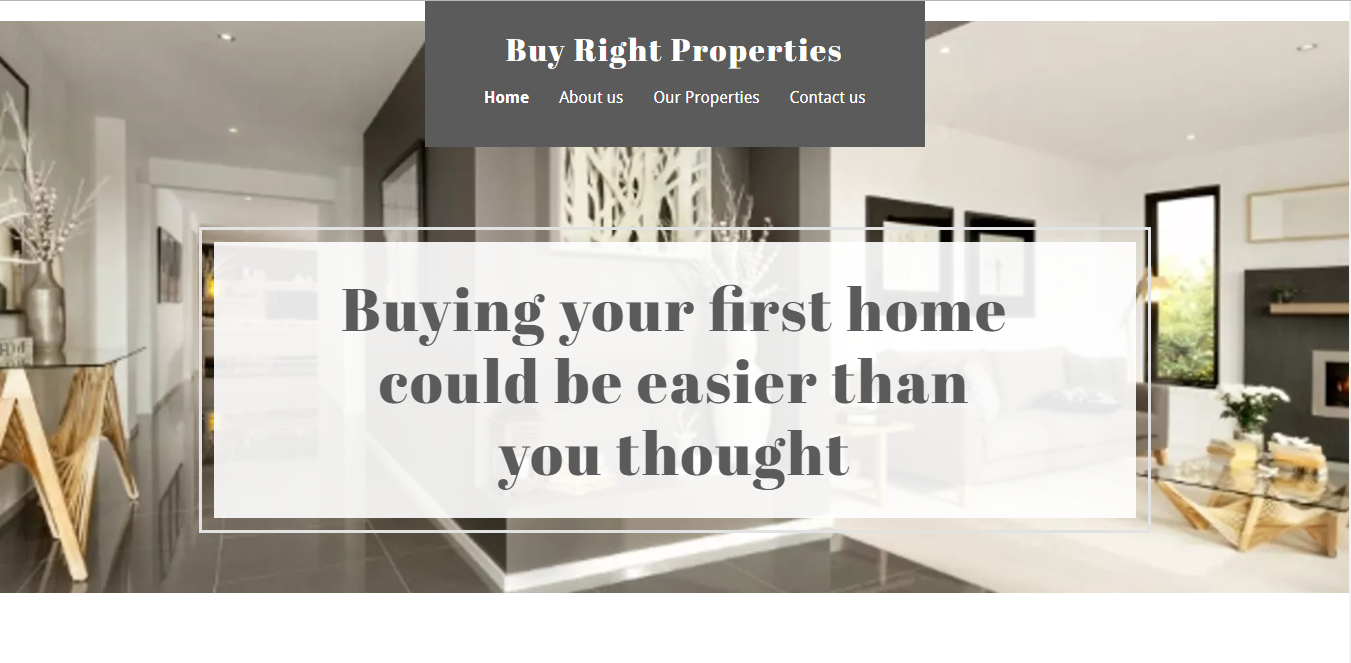 Buy Right Properties
Home About us Our Properties Contact us
Buying your first home
could be easier than
you thought